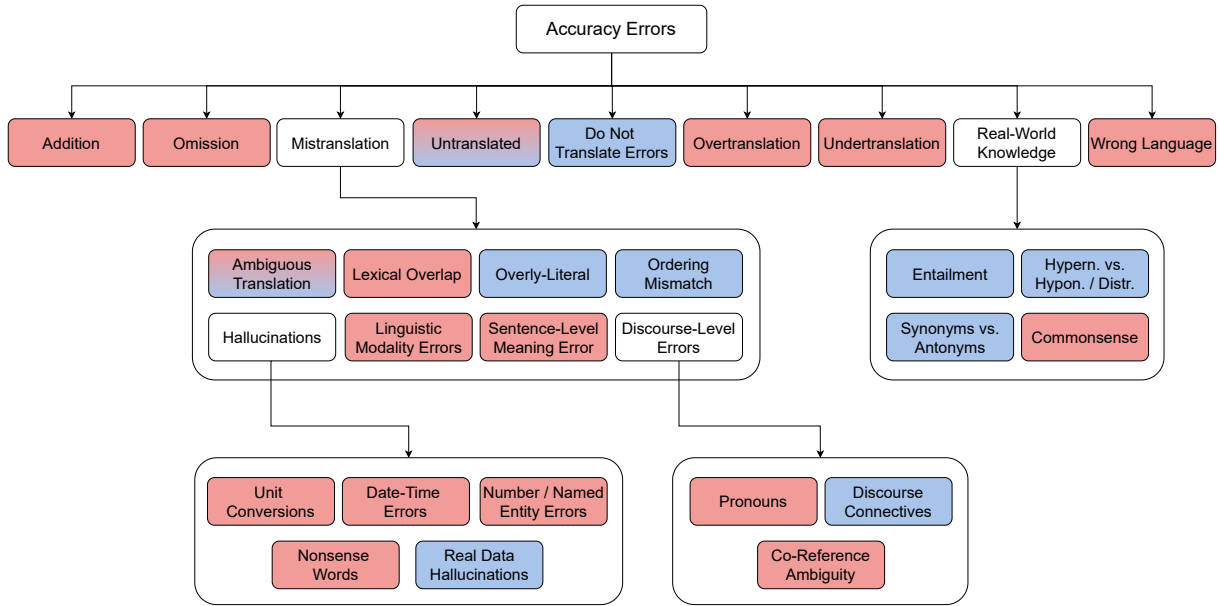 Accuracy Errors
Addition
Omission
Mistranslation
Untranslated
Do Not
Translate Errors
Overtranslation
Undertranslation
Real-World
Knowledge
Wrong Language
Ambiguous
Translation
Lexical Overlap
Overly-Literal
Ordering
Mismatch
Hallucinations
Linguistic
Modality Errors
Sentence-Level
Meaning Error
Discourse-Level
Errors
Entailment
Hypern. vs.
Hypon. / Distr.
Synonyms vs.
Antonyms
Commonsense
Unit
Conversions
Date-Time
Errors
Number / Named
Entity Errors
Nonsense
Words
Real Data
Hallucinations
Pronouns
Discourse
Connectives
Co-Reference
Ambiguity